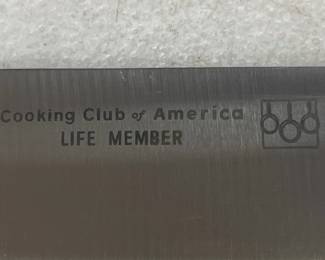 Cooking Club of America
LIFE MEMBER